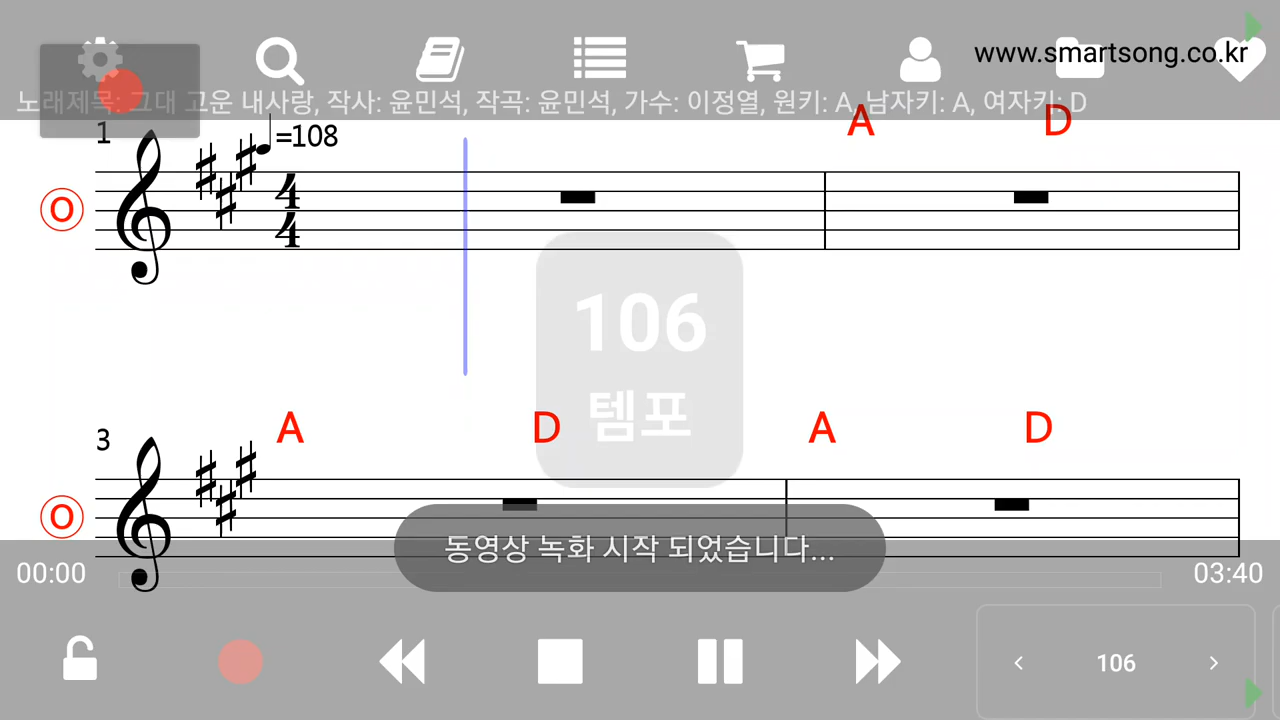 www.smartsong.co.kr
노래제목: 그대 고운 내사랑, 작사: 윤민석, 작곡: 윤민석, 가수: 이정열, 원키: A, 남자키: A, 여자키: D
1 =108 A D
O 4 4
106
템포
3 A D A D
O
동영상 녹화 시작 되었습니다...
00:00 03:40
< 106 >